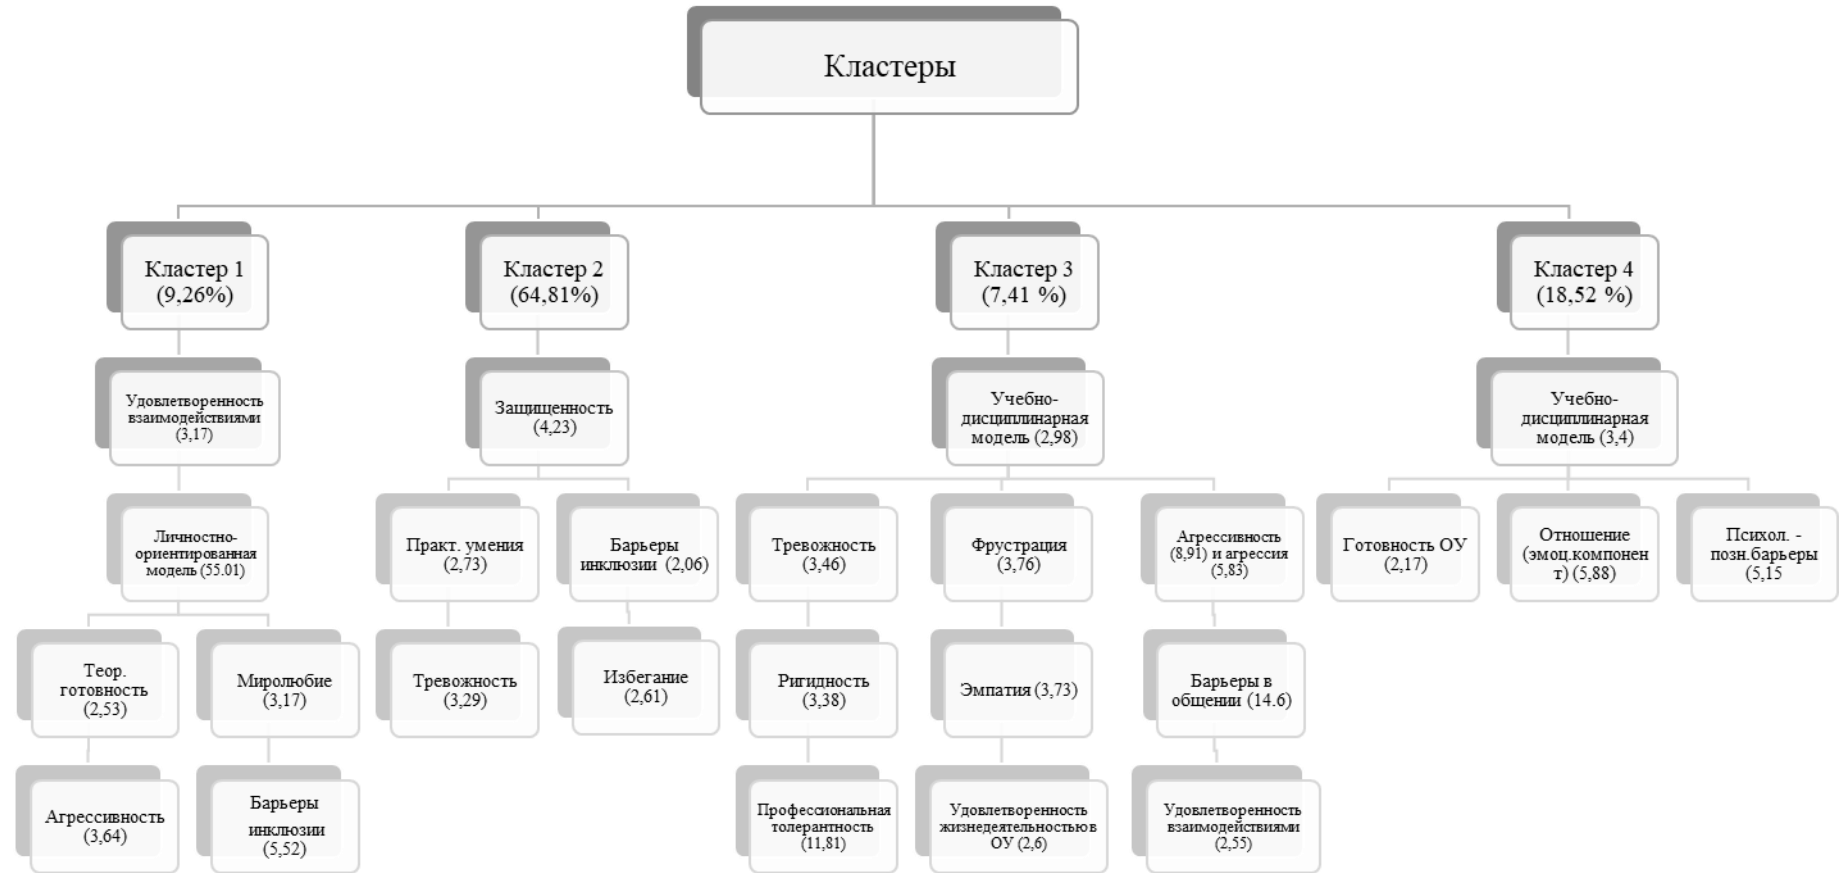 Кластеры
Кластер 1
(9,26%)
Кластер 2
(64,81%)
Кластер 3
(7,41 %)
Кластер 4
(18,52 %)
Удовлетворенность
взаимодействиями
(3,17)
Защищенность
(4,23)
Учебно-
дисциплинарная
модель (2,98)
Учебно-
дисциплинарная
модель (3,4)
Личностно-
ориентированная
модель (55.01)
Практ. умения
(2,73)
Барьеры
инклюзии (2,06)
Тревожность
(3,46)
Фрустрация
(3,76)
Агрессивность
(8,91) и агрессия
(5,83)
Готовность ОУ
(2,17)
Отношение
(эмоц.компонен
т) (5,88)
Психол. -
позн.барьеры
(5,15
Теор.
готовность
(2,53)
Миролюбие
(3,17)
Тревожность
(3,29)
Избегание
(2,61)
Ригидность
(3,38)
Эмпатия (3,73)
Барьеры в
общении (14.6)
Агрессивность
(3,64)
Барьеры
инклюзии
(5,52)
Профессиональная
толерантность
(11,81)
Удовлетворенность
жизнедеятельностью в
ОУ (2,6)
Удовлетворенность
взаимодействиями
(2,55)